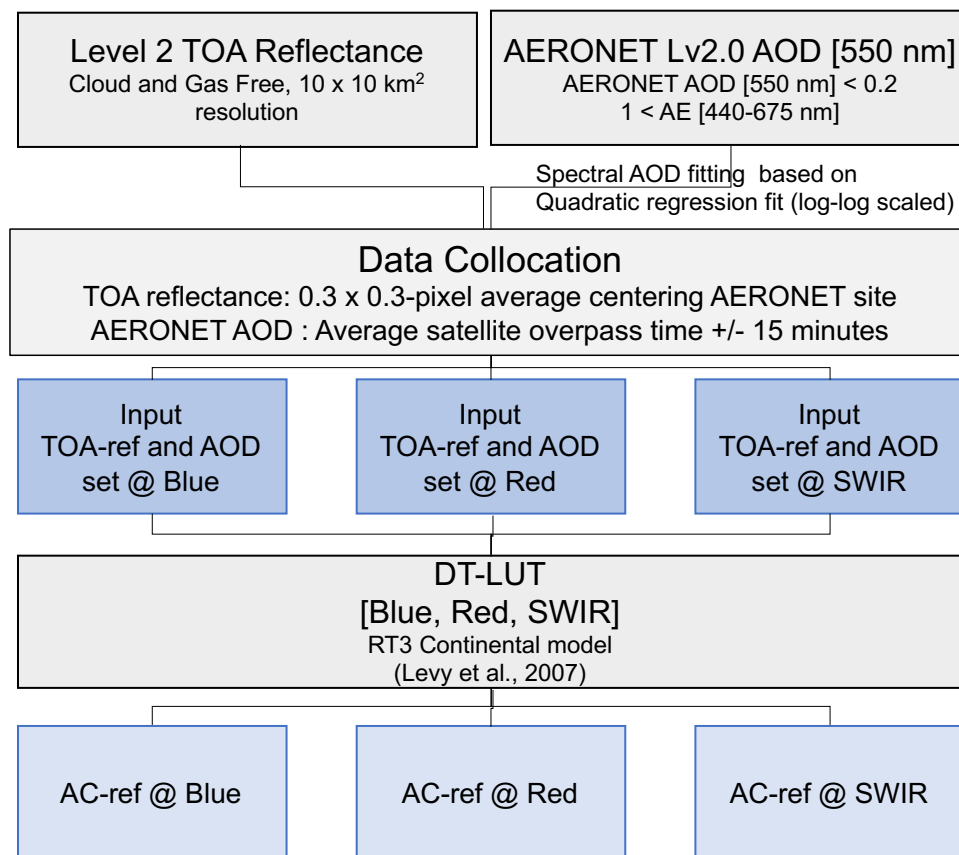 Level 2 TOA Reflectance
Cloud and Gas Free, 10 x 10 km²
resolution
AERONET Lv2.0 AOD [550 nm]
AERONET AOD [550 nm] < 0.2
1 < AE [440-675 nm]
Spectral AOD fitting based on
Quadratic regression fit (log-log scaled)
Data Collocation
TOA reflectance: 0.3 x 0.3-pixel average centering AERONET site
AERONET AOD : Average satellite overpass time +/- 15 minutes
Input
TOA-ref and AOD
set @ Blue
Input
TOA-ref and AOD
set @ Red
Input
TOA-ref and AOD
set @ SWIR
DT-LUT
[Blue, Red, SWIR]
RT3 Continental model
(Levy et al., 2007)
AC-ref @ Blue
AC-ref @ Red
AC-ref @ SWIR